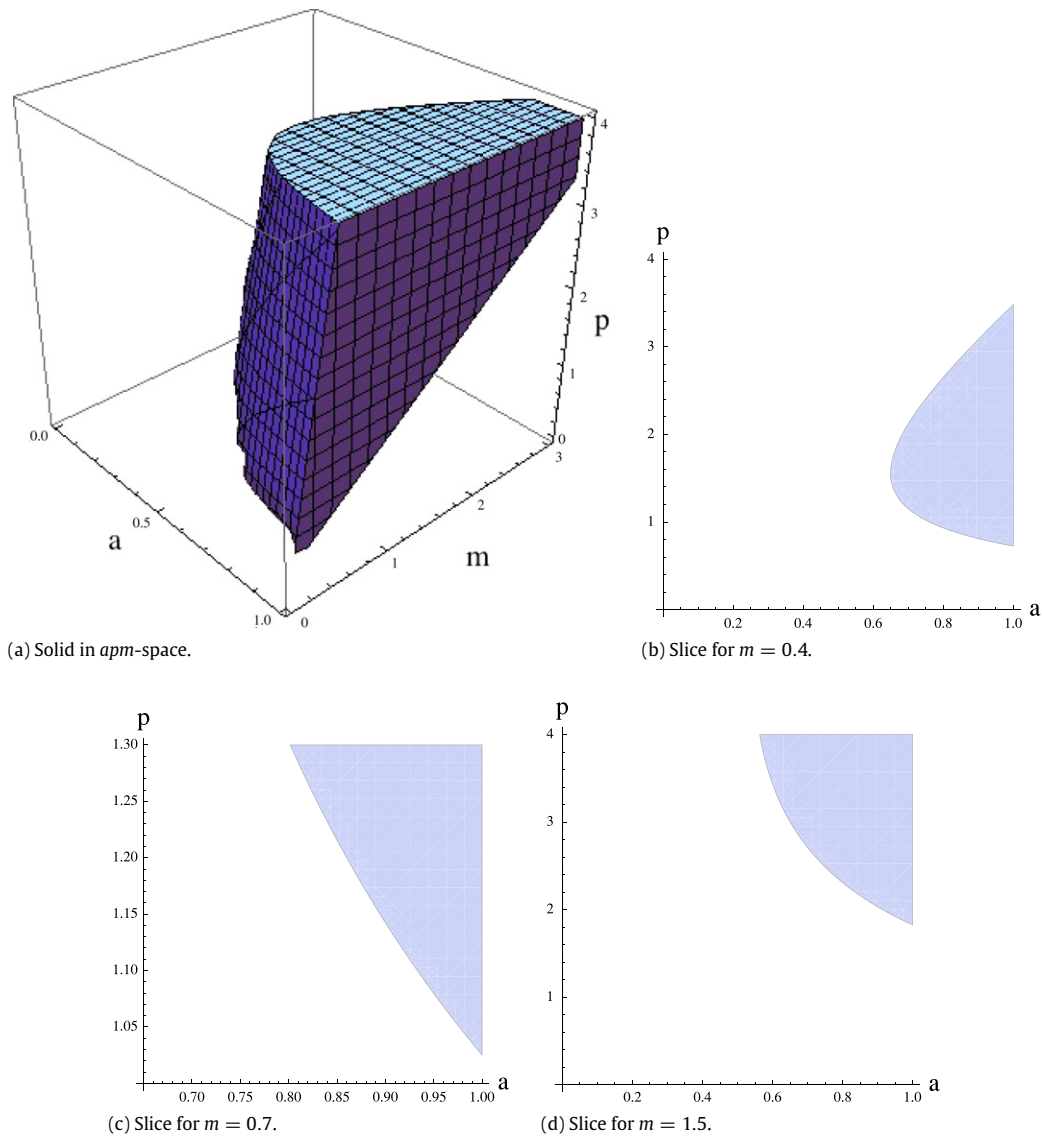 4
3
2
p
1
0
3
2
m
1
0
0.0
0.5
a
1.0
(a) Solid in apm-space.
p
4
3
2
1
0.2 0.4 0.6 0.8 1.0 a
(b) Slice for m = 0.4.
p
1.30
1.25
1.20
1.15
1.10
1.05
0.70 0.75 0.80 0.85 0.90 0.95 1.00 a
(c) Slice for m = 0.7.
p
4
3
2
1
0.2 0.4 0.6 0.8 1.0 a
(d) Slice for m = 1.5.